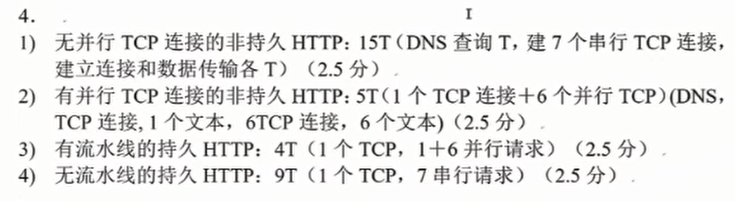 4.
1) 无并行 TCP 连接的非持久 HTTP：15T（DNS 查询 T，建 7 个串行 TCP 连接，
建立连接和数据传输各 T）（2.5 分）.
2) 有并行 TCP 连接的非持久 HTTP：5T（1 个 TCP 连接＋6 个并行 TCP）(DNS，
TCP 连接, 1 个文本，6TCP 连接，6 个文本)（2.5 分）.
3) 有流水线的持久 HTTP：4T（1 个 TCP，1＋6 并行请求）（2.5 分）.
4) 无流水线的持久 HTTP：9T（1 个 TCP，7 串行请求）（2.5 分）.